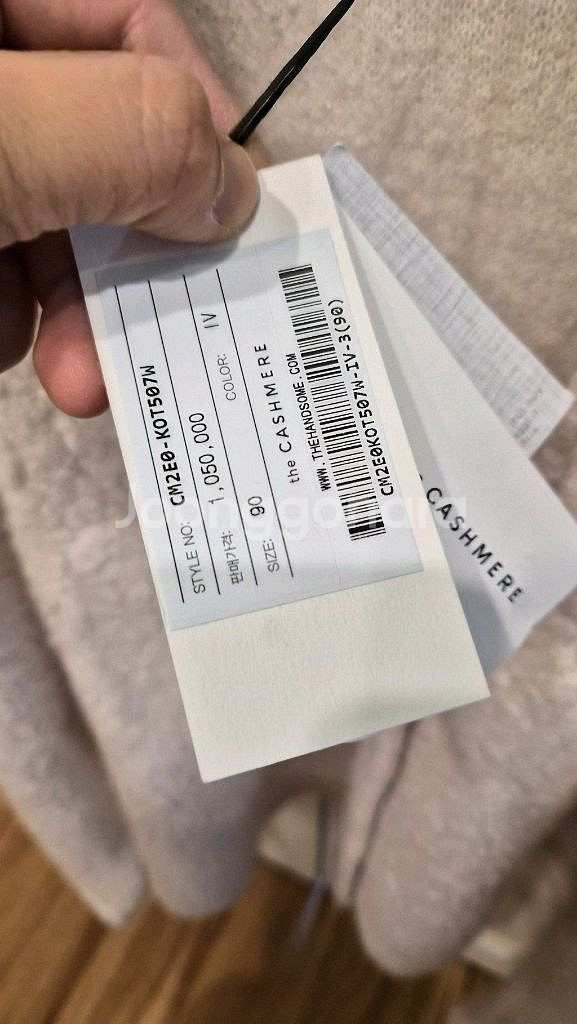 STYLE NO: CM2E0-KOT507W
판매가격: 1,050,000
SIZE: 90 COLOR: IV
the CASHMERE
WWW.THEHANDSOME.COM
CM2E0KOT507W-IV-3(90)
CASHMERE
Joonggonara